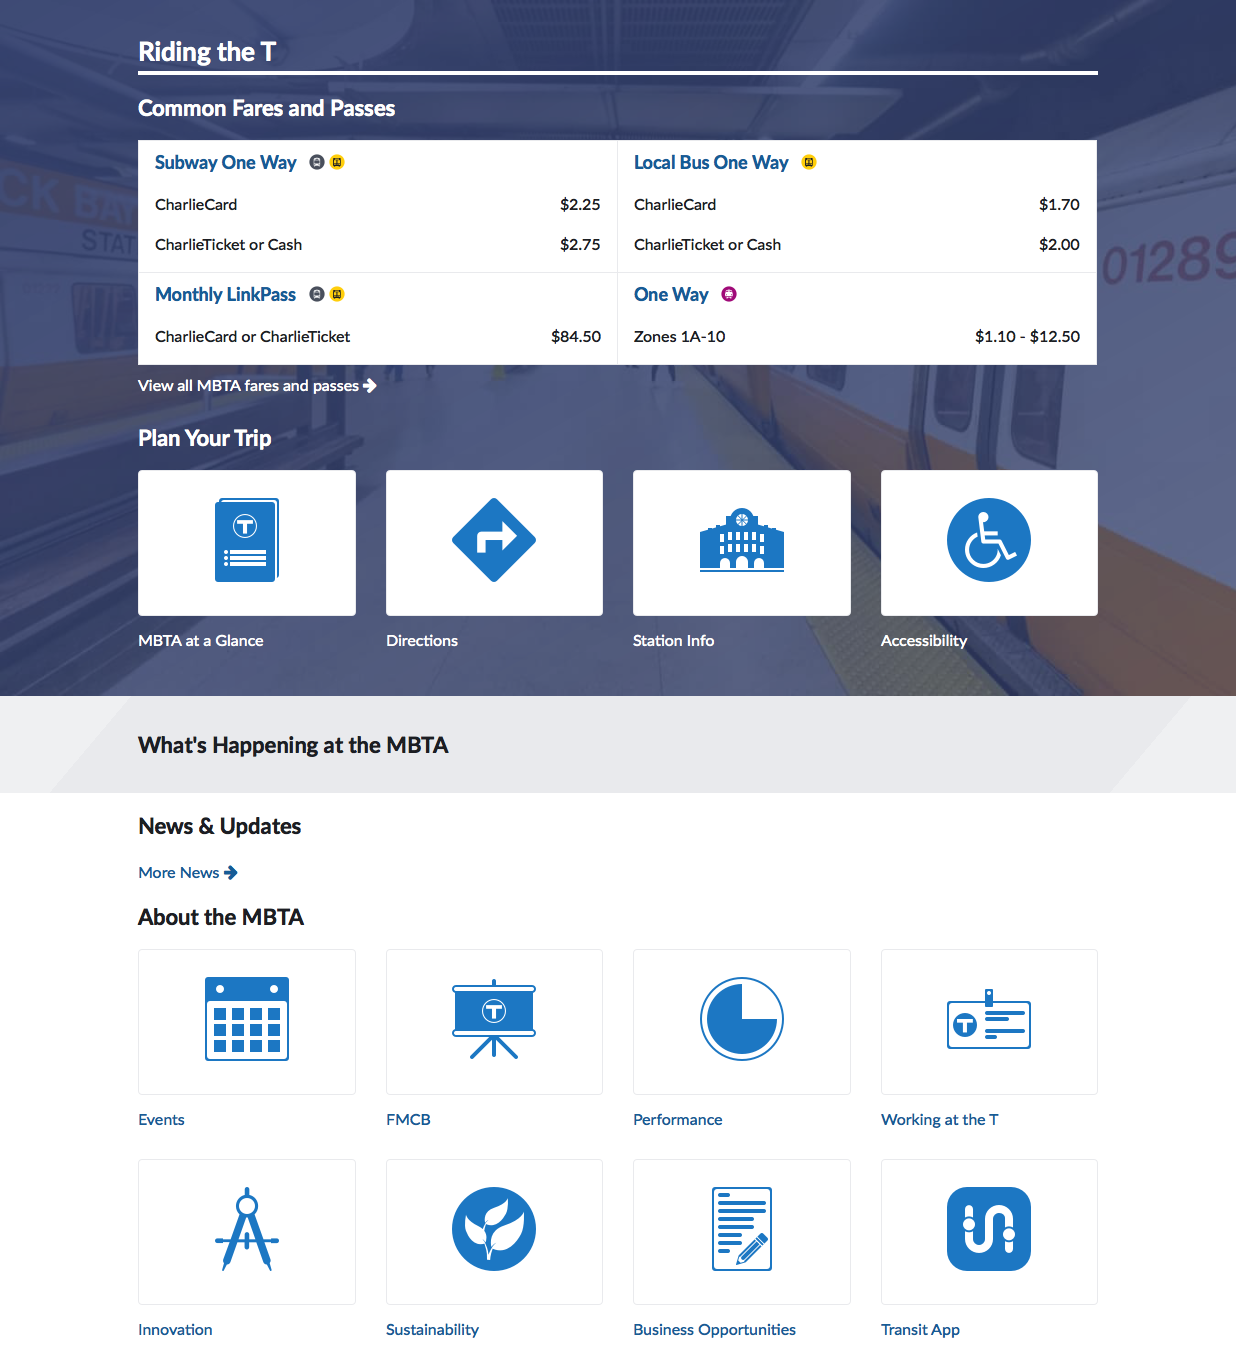 Riding the T
Common Fares and Passes
Subway One Way
CharlieCard $2.25
CharlieTicket or Cash $2.75
Local Bus One Way
CharlieCard $1.70
CharlieTicket or Cash $2.00
Monthly LinkPass
CharlieCard or CharlieTicket $84.50
One Way
Zones 1A-10 $1.10 - $12.50
View all MBTA fares and passes
CK BAY
STAT
01289
Plan Your Trip
T
MBTA at a Glance
Directions
Station Info
Accessibility
What's Happening at the MBTA
News & Updates
More News
About the MBTA
Events
T
FMCB
Performance
T
Working at the T
Innovation
Sustainability
Business Opportunities
Transit App